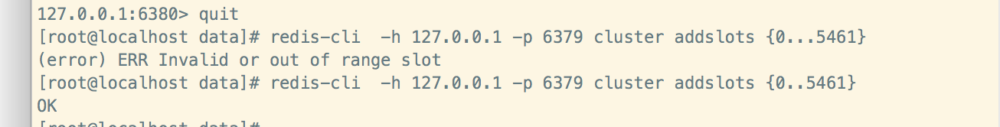 127.0.0.1:6380> quit
[root@localhost data]# redis-cli  -h 127.0.0.1 -p 6379 cluster addslots {0...5461}
(error) ERR Invalid or out of range slot
[root@localhost data]# redis-cli  -h 127.0.0.1 -p 6379 cluster addslots {0..5461}
OK
[root@localhost data]#